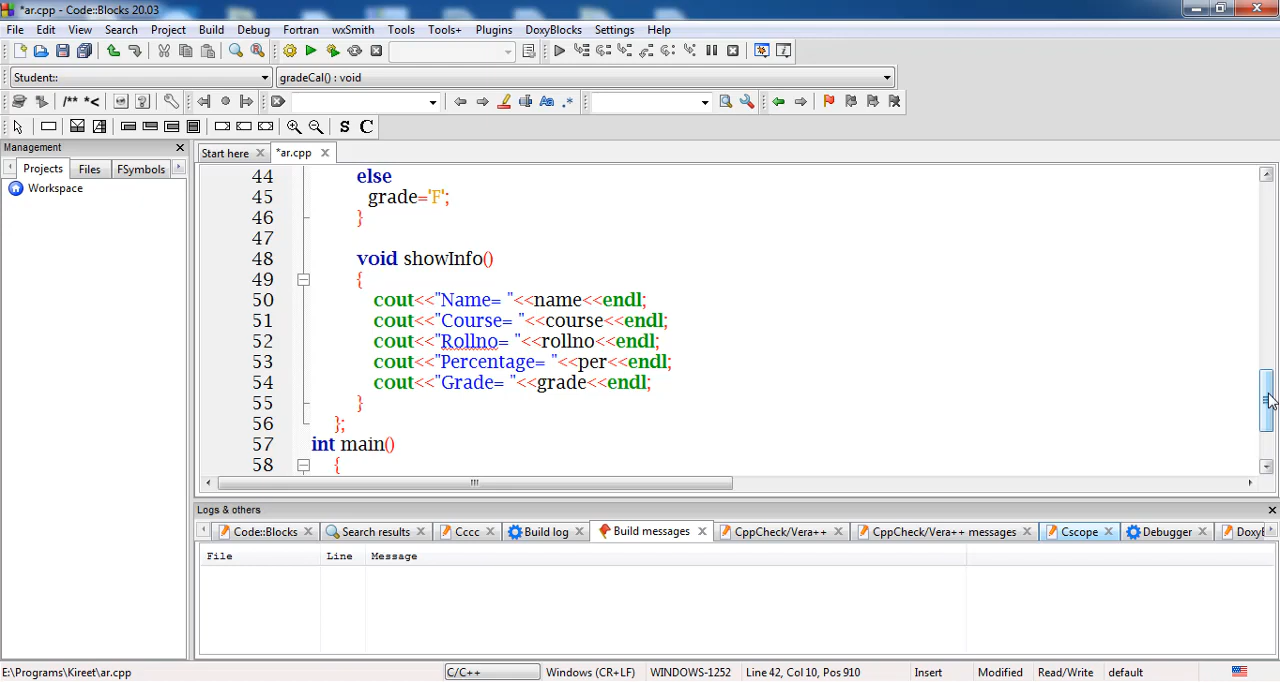 *ar.cpp - Code::Blocks 20.03
File Edit View Search Project Build Debug Fortran wxSmith Tools Tools+ Plugins DoxyBlocks Settings Help
Student:: gradeCal() : void
/** *<
Aa .*
S C
Management
Start here *ar.cpp
Projects Files FSymbols
Workspace
44 else
45 grade='F';
46 }
47
48 void showInfo()
49 {
50 cout<<"Name= "<<name<<endl;
51 cout<<"Course= "<<course<<endl;
52 cout<<"Rollno= "<<rollno<<endl;
53 cout<<"Percentage= "<<per<<endl;
54 cout<<"Grade= "<<grade<<endl;
55 }
56 };
57 int main()
58 {
Logs & others
Code::Blocks Search results Cccc Build log Build messages CppCheck/Vera++ CppCheck/Vera++ messages Cscope Debugger DoxyB
File Line Message
E:\Programs\Kireet\ar.cpp C/C++ Windows (CR+LF) WINDOWS-1252 Line 42, Col 10, Pos 910 Insert Modified Read/Write default